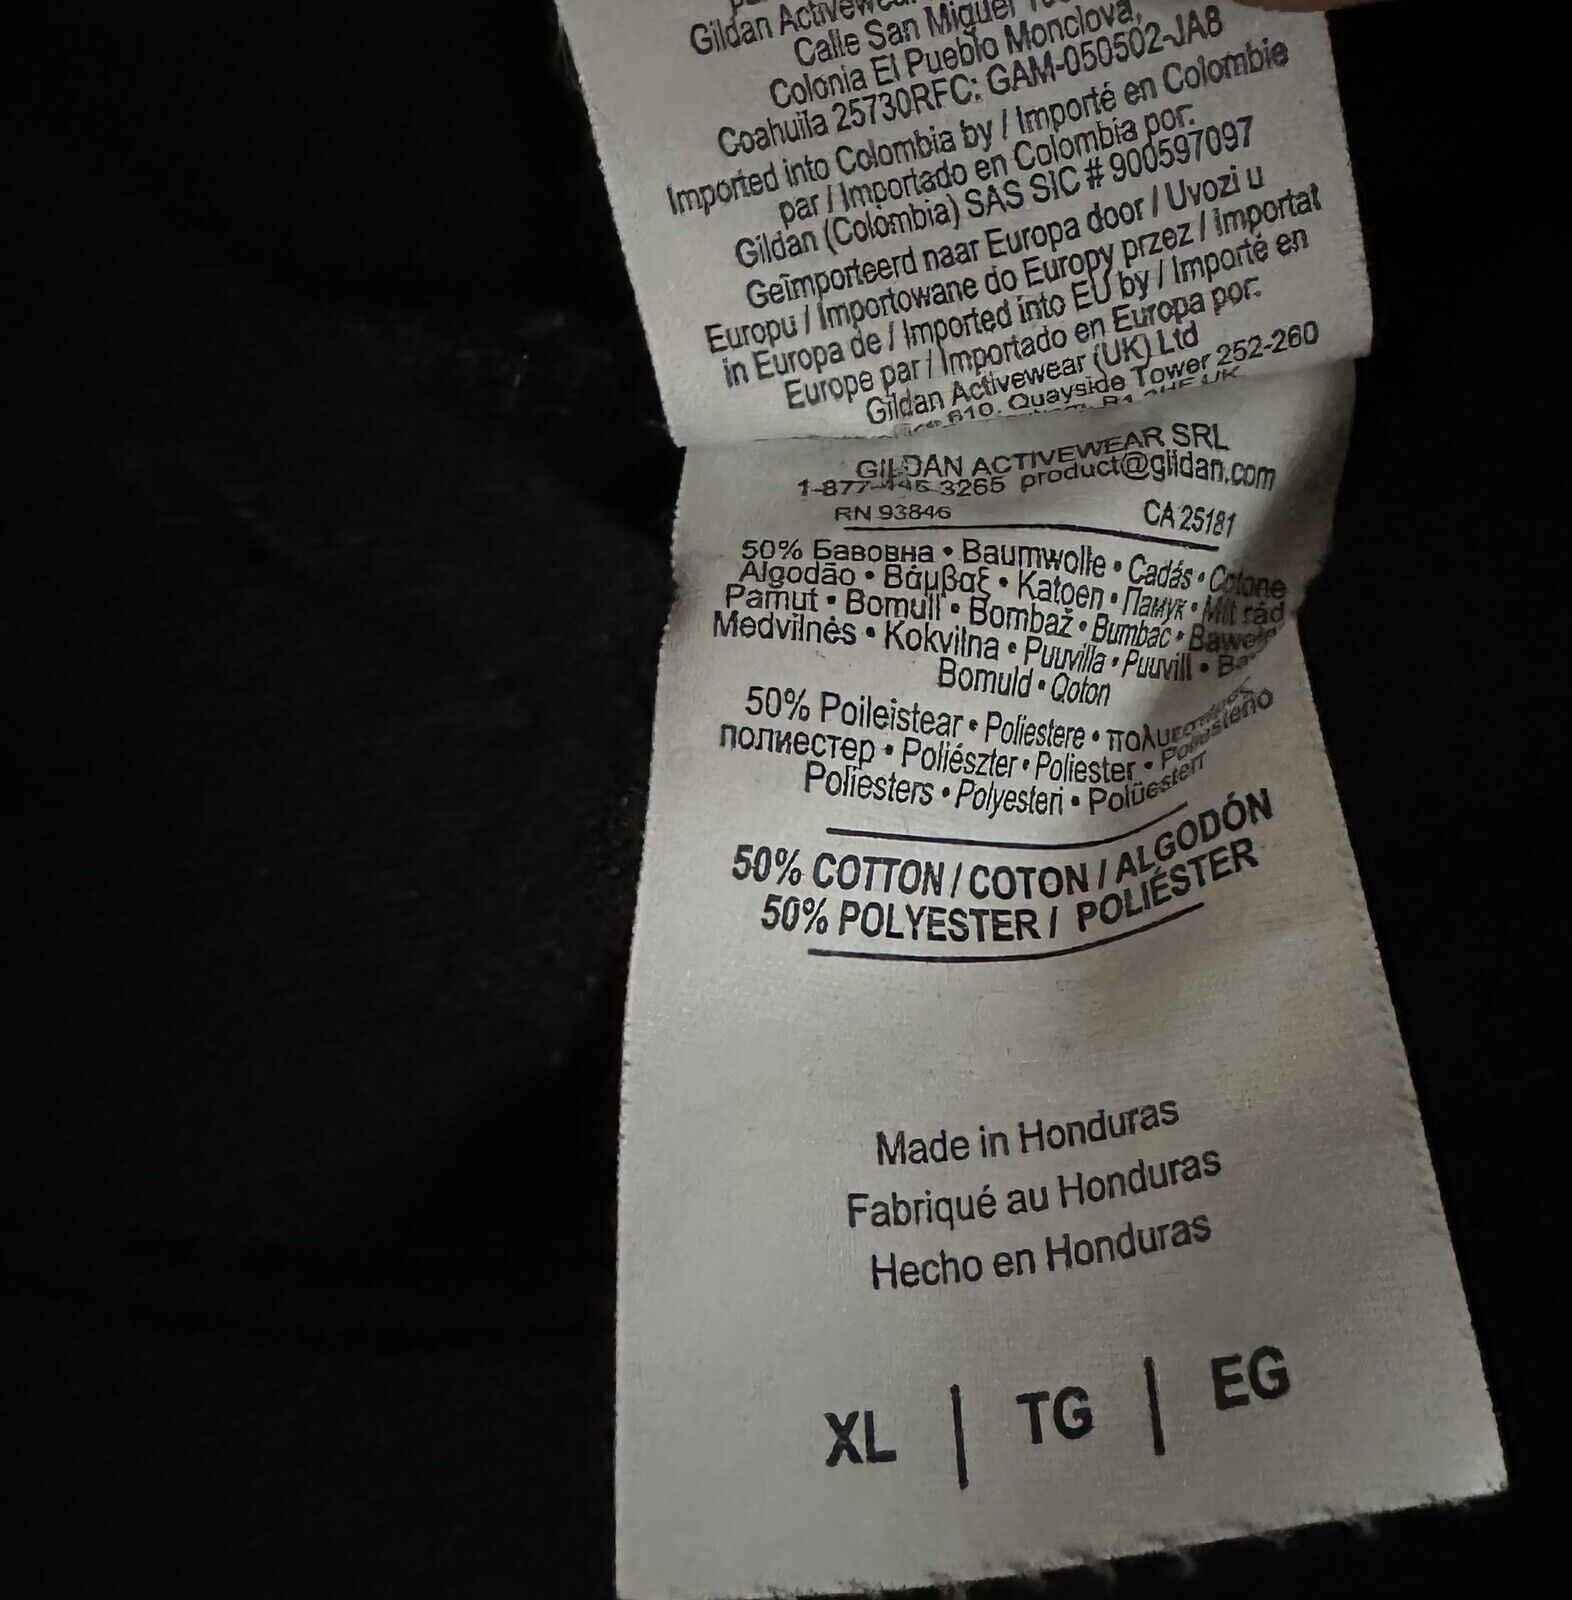 Gildan
Calle San Miguel
Colonia El Pueblo Monclova,
Coahuila 25730RFC: GAM-050502-JA8
Imported into Colombia by / Importé en Colombie
par / Importado en Colombia por:
Gildan (Colombia) SAS SIC # 900597097
Geïmporteerd naar Europa door / Uvozi u
Europu / Importowane do Europy przez / Importat
in Europa de / Imported into EU by / Importé en
Europe par / Importado en Europa por:
Gildan Activewear (UK) Ltd
610, Quayside Tower 252-260
UK
GILDAN ACTIVEWEAR SRL
3265 product@gildan.com
RN 93846 CA 25181
50% Бавовна • Baumwolle • Cadás • Cotone
Algodão • Βάμβαξ • Katoen • Памук •
Pamut • Bomull • Bombaž • Bumbac •
Medvilnės • Kokvilna • Puuvilla • Puuvill •
Bomuld • Qoton
50% Poileistear • Poliestere •
полиестер • Poliészter • Poliester •
Poliesters • Polyesteri •
50% COTTON / COTON / ALGODÓN
50% POLYESTER / POLIÉSTER
Made in Honduras
Fabriqué au Honduras
Hecho en Honduras
XL | TG | EG